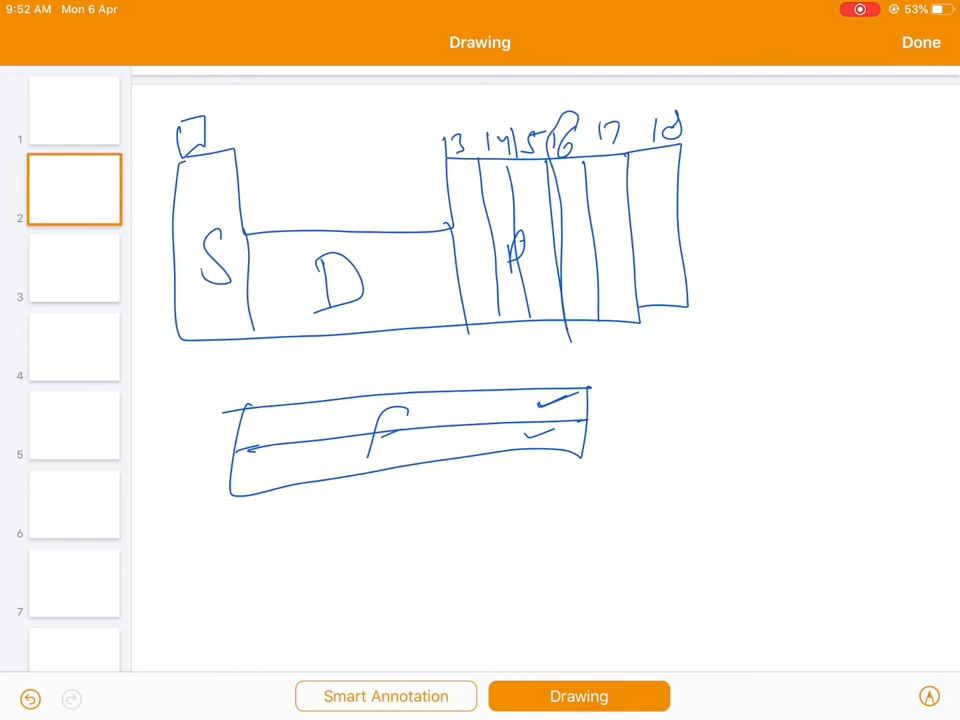 9:52 AM Mon 6 Apr
53%
Drawing
Done
1
2
3
4
5
6
7
13 14 15 16 17 18
S
D
P
f
Smart Annotation
Drawing